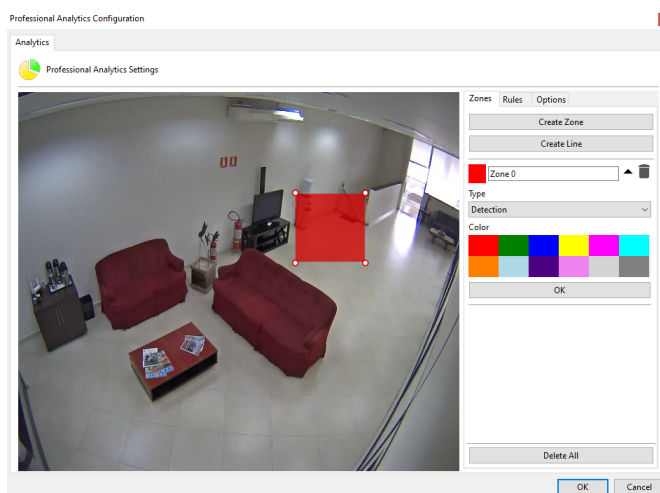 Professional Analytics Configuration
Analytics
Professional Analytics Settings
Zones Rules Options
Create Zone
Create Line
Zone 0
Type
Detection
Color
OK
Delete All
OK Cancel